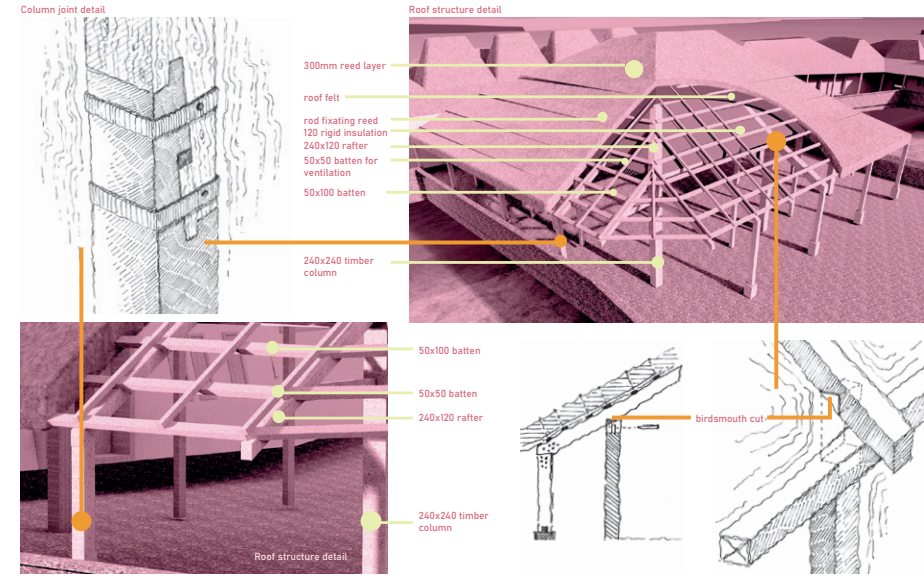 Column joint detail
Roof structure detail
300mm reed layer
roof felt
rod fixating reed
120 rigid insulation
240x120 rafter
50x50 batten for
ventilation
50x100 batten
240x240 timber
column
50x100 batten
50x50 batten
240x120 rafter
birdsmouth cut
240x240 timber
column
Roof structure detail